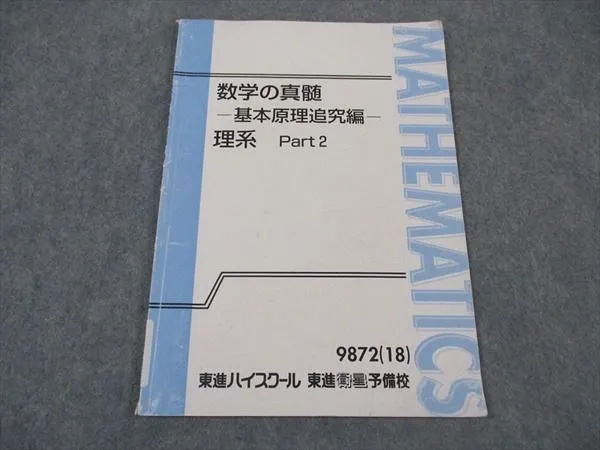 数学の真髄
－基本原理追究編－
理系 Part 2
MATHEMATICS
9872(18)
東進ハイスクール 東進衛星予備校